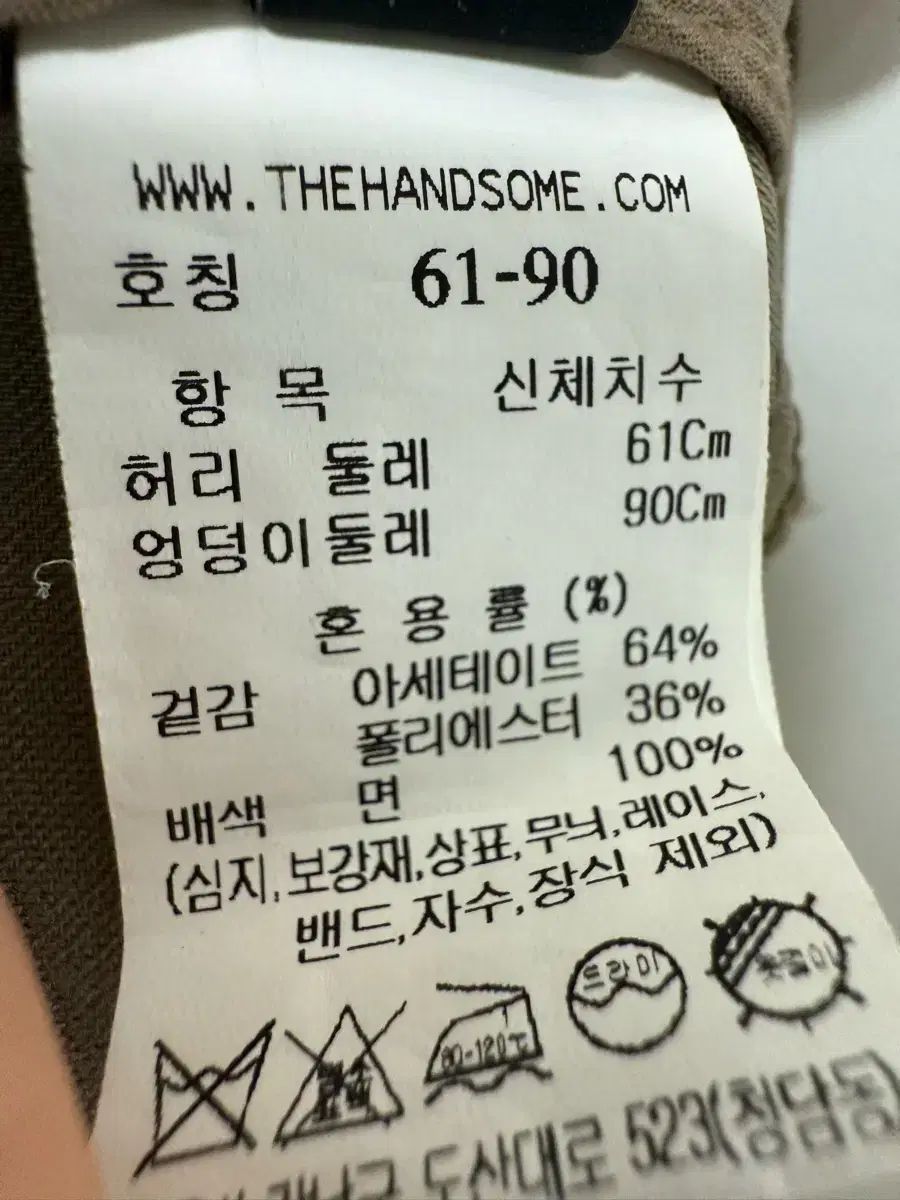 WWW.THEHANDSOME.COM
호칭 61-90
항 목 신체치수
허리 둘레 61Cm
엉덩이둘레 90Cm
혼 용 률 (%)
겉감 아세테이트 64%
폴리에스터 36%
배색 면 100%
(심지,보강재,상표,무늬,레이스,
밴드,자수,장식 제외)
80-120℃ 드라이 옷걸이
도산대로 523(청담동)